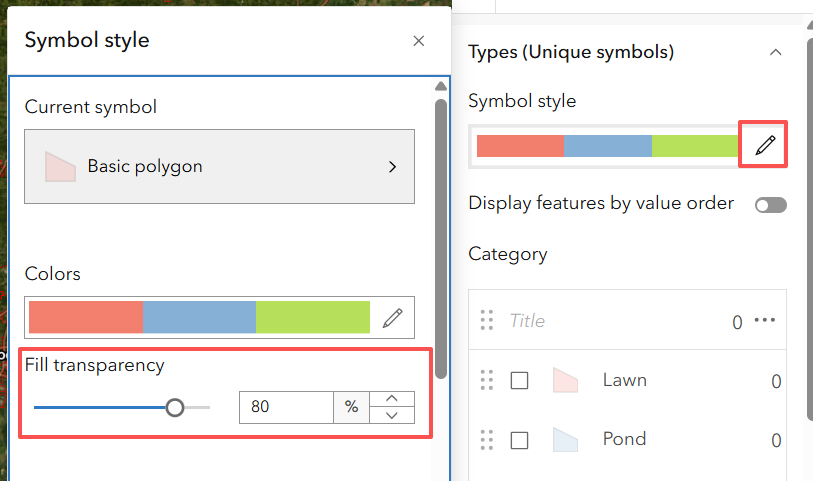 Symbol style
Current symbol
Basic polygon
Colors
Fill transparency
80 %
Types (Unique symbols)
Symbol style
Display features by value order
Category
Title 0
Lawn 0
Pond 0